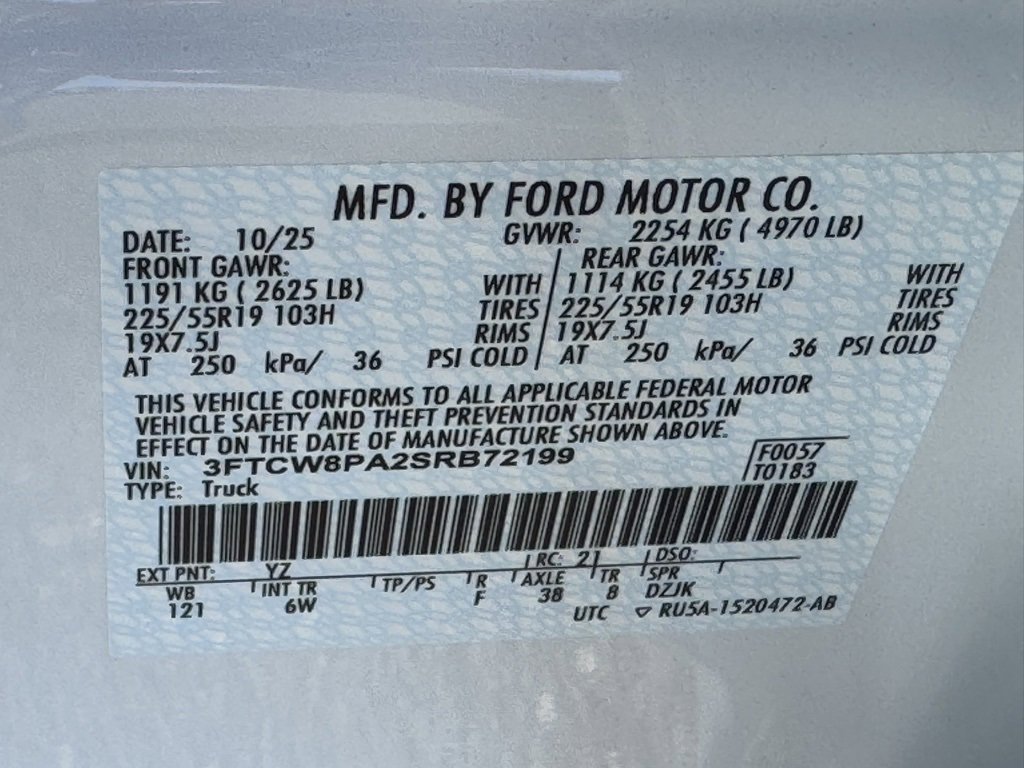 MFD. BY FORD MOTOR CO.
DATE: 10/25 GVWR: 2254 KG ( 4970 LB)
FRONT GAWR: REAR GAWR:
1191 KG ( 2625 LB) WITH 1114 KG ( 2455 LB) WITH
225/55R19 103H TIRES 225/55R19 103H TIRES
19X7.5J RIMS 19X7.5J RIMS
AT 250 kPa/ 36 PSI COLD AT 250 kPa/ 36 PSI COLD
THIS VEHICLE CONFORMS TO ALL APPLICABLE FEDERAL MOTOR
VEHICLE SAFETY AND THEFT PREVENTION STANDARDS IN
EFFECT ON THE DATE OF MANUFACTURE SHOWN ABOVE.
VIN: 3FTCW8PA2SRB72199 F0057
TYPE: Truck T0183
EXT PNT: YZ RC: 21 DSO:
WB INT TR TP/PS R AXLE TR SPR
121 6W F 38 8 DZJK
UTC ▽ RU5A-1520472-AB